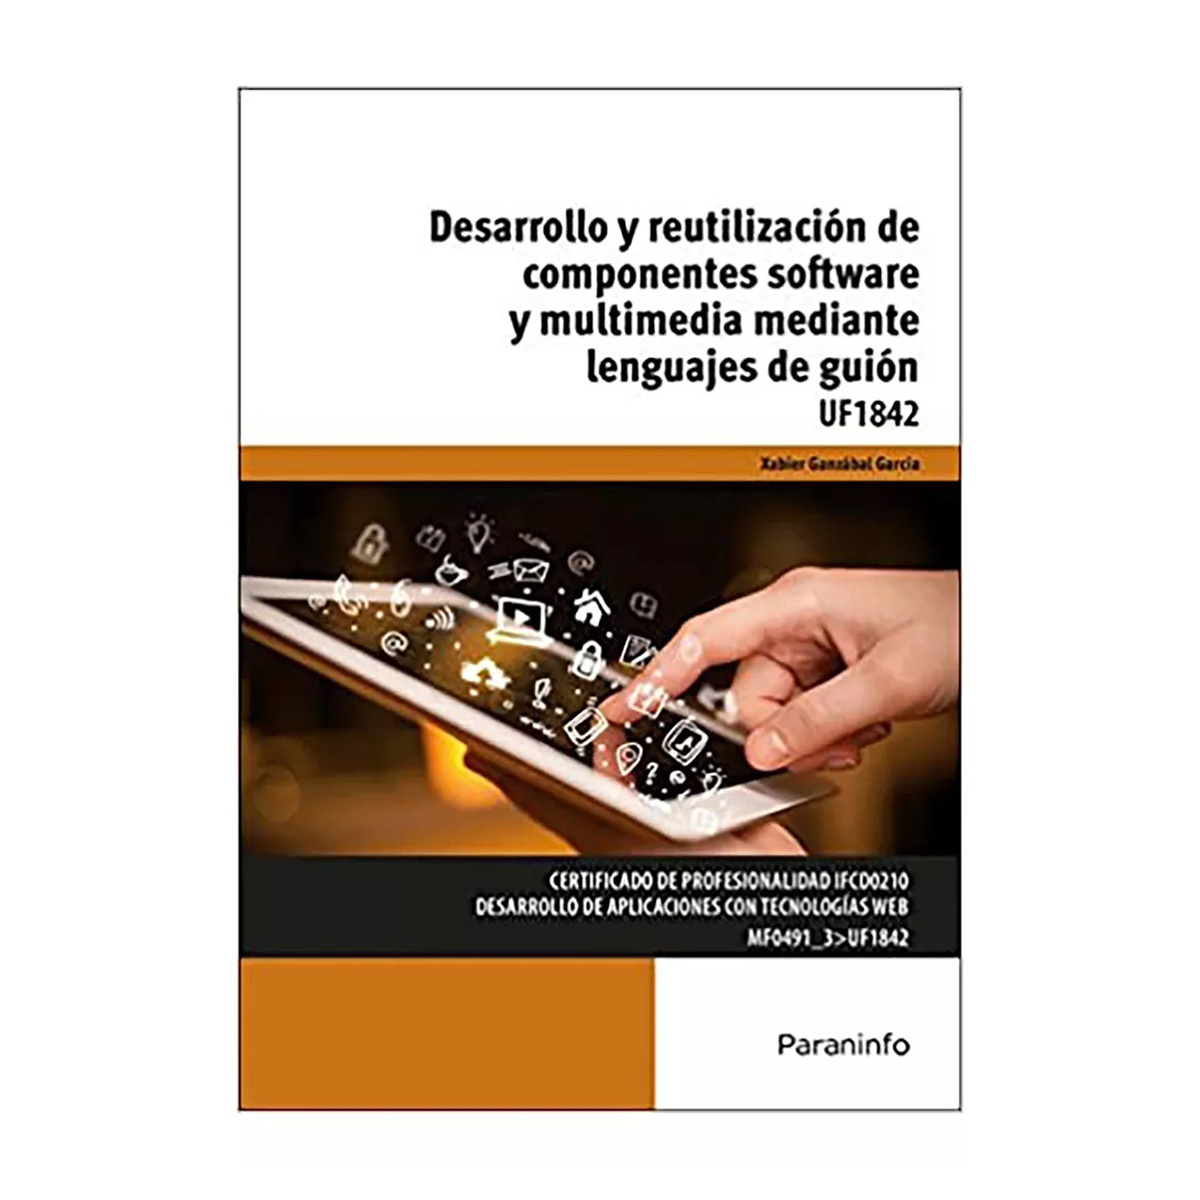 Desarrollo y reutilización de
componentes software
y multimedia mediante
lenguajes de guión
UF1842
Xabier Ganzábal García
CERTIFICADO DE PROFESIONALIDAD IFCD0210
DESARROLLO DE APLICACIONES CON TECNOLOGÍAS WEB
MF0491_3>UF1842
Paraninfo